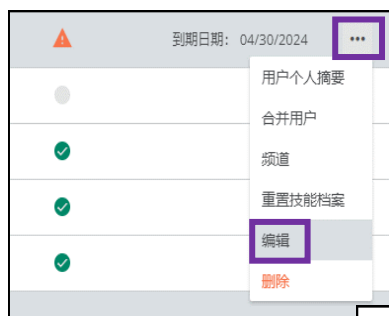 到期日期： 04/30/2024 •••
用户个人摘要
合并用户
频道
重置技能档案
编辑
删除